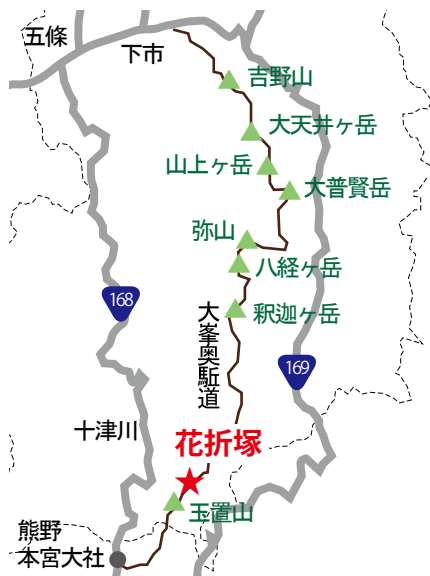 五條
下市
吉野山
大天井ヶ岳
山上ヶ岳
大普賢岳
弥山
八経ヶ岳
168
釈迦ヶ岳
大峯奥駈道
169
十津川
花折塚
玉置山
熊野
本宮大社